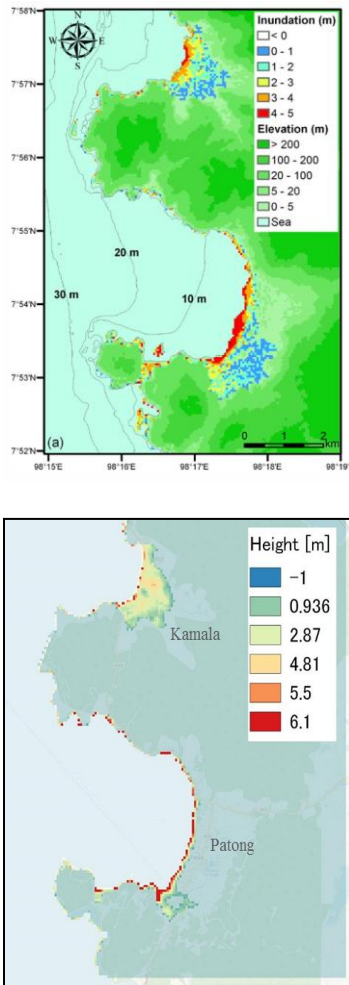 7°58'N
7°57'N
7°56'N
7°55'N
7°54'N
7°53'N
7°52'N
N
W E
S
Inundation (m)
< 0
0 - 1
1 - 2
2 - 3
3 - 4
4 - 5
Elevation (m)
> 200
100 - 200
20 - 100
5 - 20
0 - 5
Sea
20 m
30 m
10 m
(a)
0 1 2
km
98°15'E 98°16'E 98°17'E 98°18'E 98°19'
Height [m]
-1
0.936
2.87
4.81
5.5
6.1
Kamala
Patong